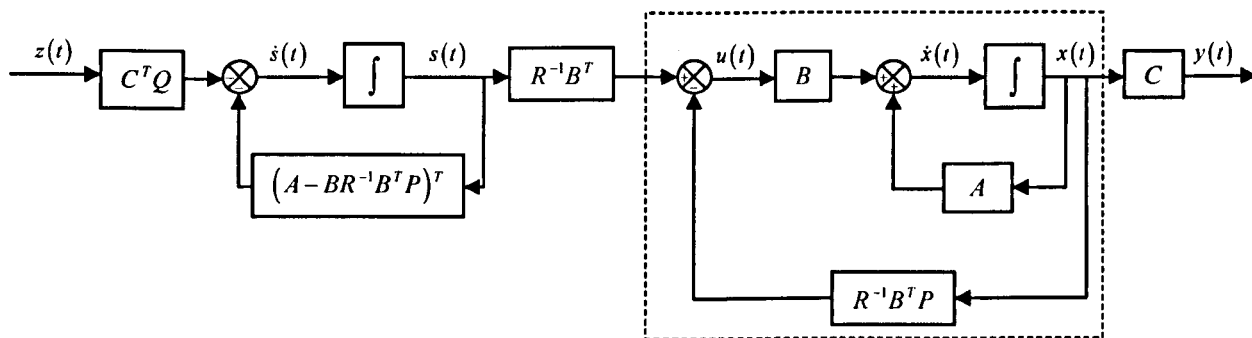 z(t)
C^T Q
−
−
ṡ(t)
∫
s(t)
R^{-1}B^T
(A − BR^{-1}B^T P)^T
+
−
u(t)
B
+
+
ẋ(t)
∫
x(t)
C
y(t)
A
R^{-1}B^T P